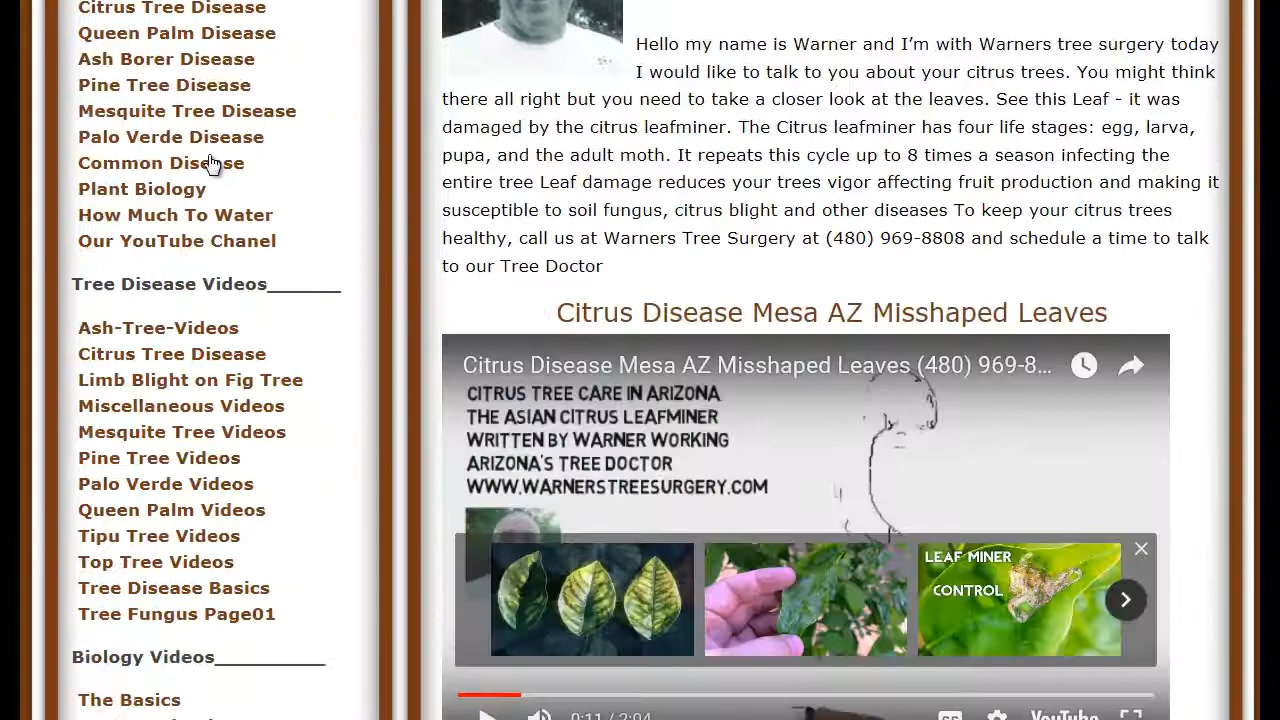 Citrus Tree Disease
Queen Palm Disease
Ash Borer Disease
Pine Tree Disease
Mesquite Tree Disease
Palo Verde Disease
Common Disease
Plant Biology
How Much To Water
Our YouTube Chanel
Tree Disease Videos_______
Ash-Tree-Videos
Citrus Tree Disease
Limb Blight on Fig Tree
Miscellaneous Videos
Mesquite Tree Videos
Pine Tree Videos
Palo Verde Videos
Queen Palm Videos
Tipu Tree Videos
Top Tree Videos
Tree Disease Basics
Tree Fungus Page01
Biology Videos__________
The Basics
Hello my name is Warner and I’m with Warners tree surgery today
I would like to talk to you about your citrus trees. You might think
there all right but you need to take a closer look at the leaves. See this Leaf - it was
damaged by the citrus leafminer. The Citrus leafminer has four life stages: egg, larva,
pupa, and the adult moth. It repeats this cycle up to 8 times a season infecting the
entire tree Leaf damage reduces your trees vigor affecting fruit production and making it
susceptible to soil fungus, citrus blight and other diseases To keep your citrus trees
healthy, call us at Warners Tree Surgery at (480) 969-8808 and schedule a time to talk
to our Tree Doctor
Citrus Disease Mesa AZ Misshaped Leaves
Citrus Disease Mesa AZ Misshaped Leaves (480) 969-8...
CITRUS TREE CARE IN ARIZONA
THE ASIAN CITRUS LEAFMINER
WRITTEN BY WARNER WORKING
ARIZONA'S TREE DOCTOR
WWW.WARNERSTREESURGERY.COM
LEAF MINER
CONTROL
0:11 / 2:04
YouTube